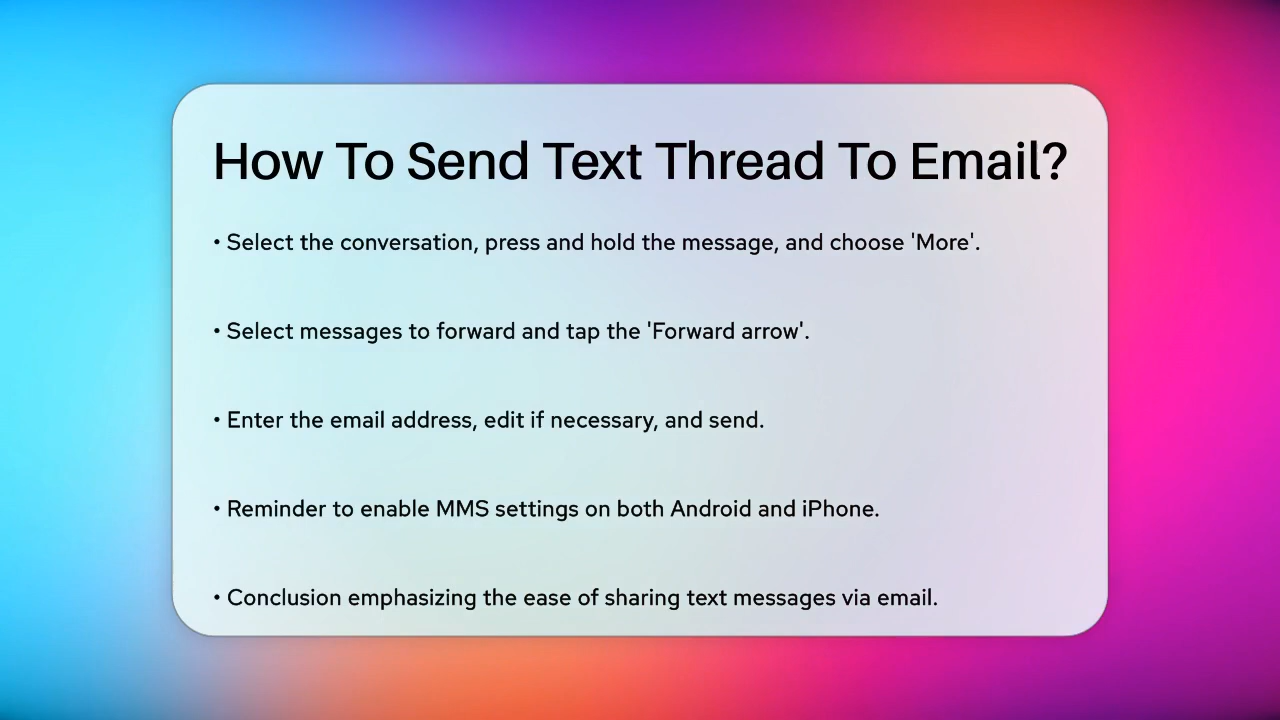 How To Send Text Thread To Email?
• Select the conversation, press and hold the message, and choose 'More'.
• Select messages to forward and tap the 'Forward arrow'.
• Enter the email address, edit if necessary, and send.
• Reminder to enable MMS settings on both Android and iPhone.
• Conclusion emphasizing the ease of sharing text messages via email.